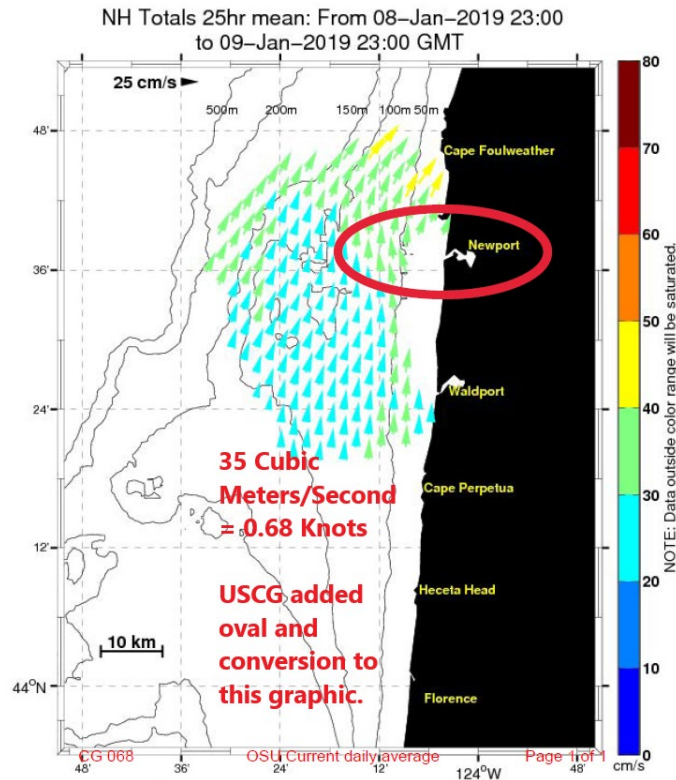 NH Totals 25hr mean: From 08-Jan-2019 23:00
to 09-Jan-2019 23:00 GMT
25 cm/s
500m 200m 150m 100m 50m
48'
36'
24'
12'
44°N
Cape Foulweather
Newport
Waldport
Cape Perpetua
Heceta Head
Florence
35 Cubic
Meters/Second
= 0.68 Knots
USCG added
oval and
conversion to
this graphic.
10 km
CG 068 OSU Current daily average Page 1 of 1
48' 36' 24' 12' 124°W 48'
80
70
60
50
40
30
20
10
0
cm/s
NOTE: Data outside color range will be saturated.